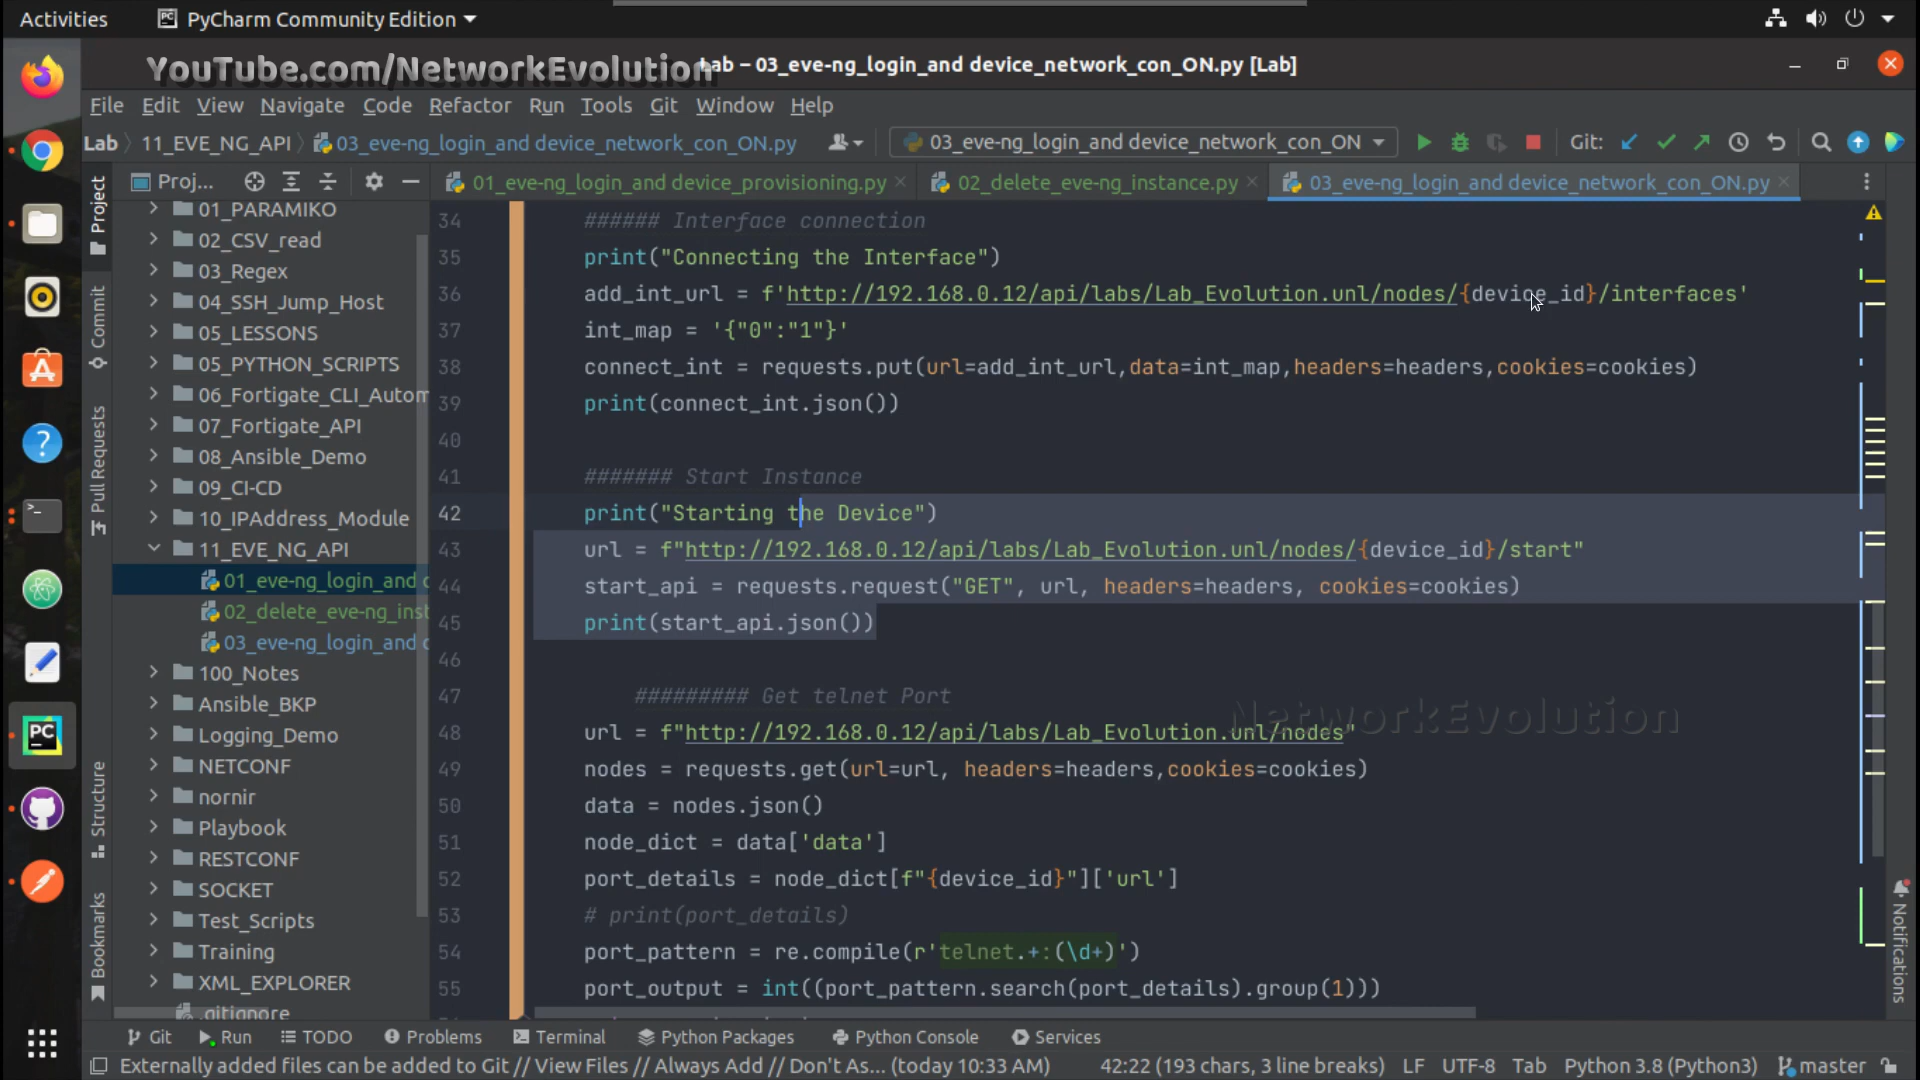 Activities
PyCharm Community Edition
YouTube.com/NetworkEvolution
Lab – 03_eve-ng_login_and device_network_con_ON.py [Lab]
File Edit View Navigate Code Refactor Run Tools Git Window Help
Lab 11_EVE_NG_API 03_eve-ng_login_and device_network_con_ON.py
03_eve-ng_login_and device_network_con_ON
Git:
Proj...
01_eve-ng_login_and device_provisioning.py
02_delete_eve-ng_instance.py
03_eve-ng_login_and device_network_con_ON.py
Project
Commit
Pull Requests
Structure
Bookmarks
01_PARAMIKO
02_CSV_read
03_Regex
04_SSH_Jump_Host
05_LESSONS
05_PYTHON_SCRIPTS
06_Fortigate_CLI_Autom
07_Fortigate_API
08_Ansible_Demo
09_CI-CD
10_IPAddress_Module
11_EVE_NG_API
01_eve-ng_login_and
02_delete_eve-ng_inst
03_eve-ng_login_and
100_Notes
Ansible_BKP
Logging_Demo
NETCONF
nornir
Playbook
RESTCONF
SOCKET
Test_Scripts
Training
XML_EXPLORER
.gitignore
34 ###### Interface connection
35 print("Connecting the Interface")
36 add_int_url = f'http://192.168.0.12/api/labs/Lab_Evolution.unl/nodes/{device_id}/interfaces'
37 int_map = '{"0":"1"}'
38 connect_int = requests.put(url=add_int_url,data=int_map,headers=headers,cookies=cookies)
39 print(connect_int.json())
40
41 ####### Start Instance
42 print("Starting the Device")
43 url = f"http://192.168.0.12/api/labs/Lab_Evolution.unl/nodes/{device_id}/start"
44 start_api = requests.request("GET", url, headers=headers, cookies=cookies)
45 print(start_api.json())
46
47 ######### Get telnet Port
48 url = f"http://192.168.0.12/api/labs/Lab_Evolution.unl/nodes"
49 nodes = requests.get(url=url, headers=headers,cookies=cookies)
50 data = nodes.json()
51 node_dict = data['data']
52 port_details = node_dict[f"{device_id}"]['url']
53 # print(port_details)
54 port_pattern = re.compile(r'telnet.+:(\d+)')
55 port_output = int((port_pattern.search(port_details).group(1)))
NetworkEvolution
Notifications
Git Run TODO Problems Terminal Python Packages Python Console Services
Externally added files can be added to Git // View Files // Always Add // Don't As... (today 10:33 AM) 42:22 (193 chars, 3 line breaks) LF UTF-8 Tab Python 3.8 (Python3) master